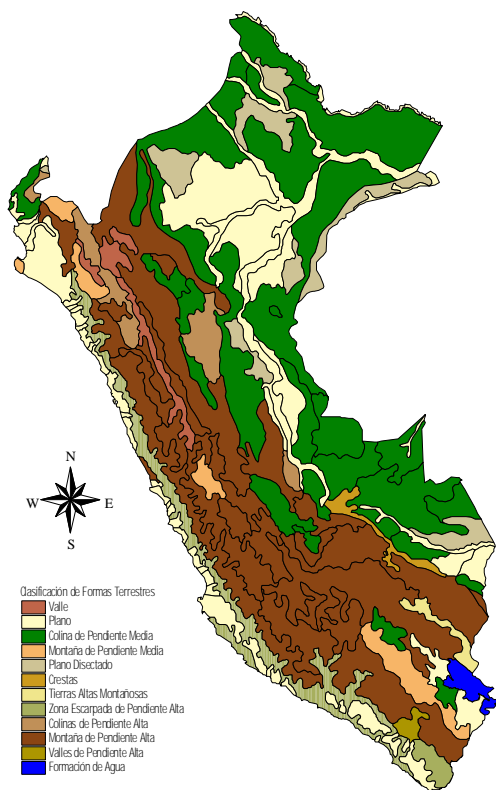 N
W E
S
Clasificación de Formas Terrestres
Valle
Plano
Colina de Pendiente Media
Montaña de Pendiente Media
Plano Disectado
Crestas
Tierras Altas Montañosas
Zona Escarpada de Pendiente Alta
Colinas de Pendiente Alta
Montaña de Pendiente Alta
Valles de Pendiente Alta
Formación de Agua